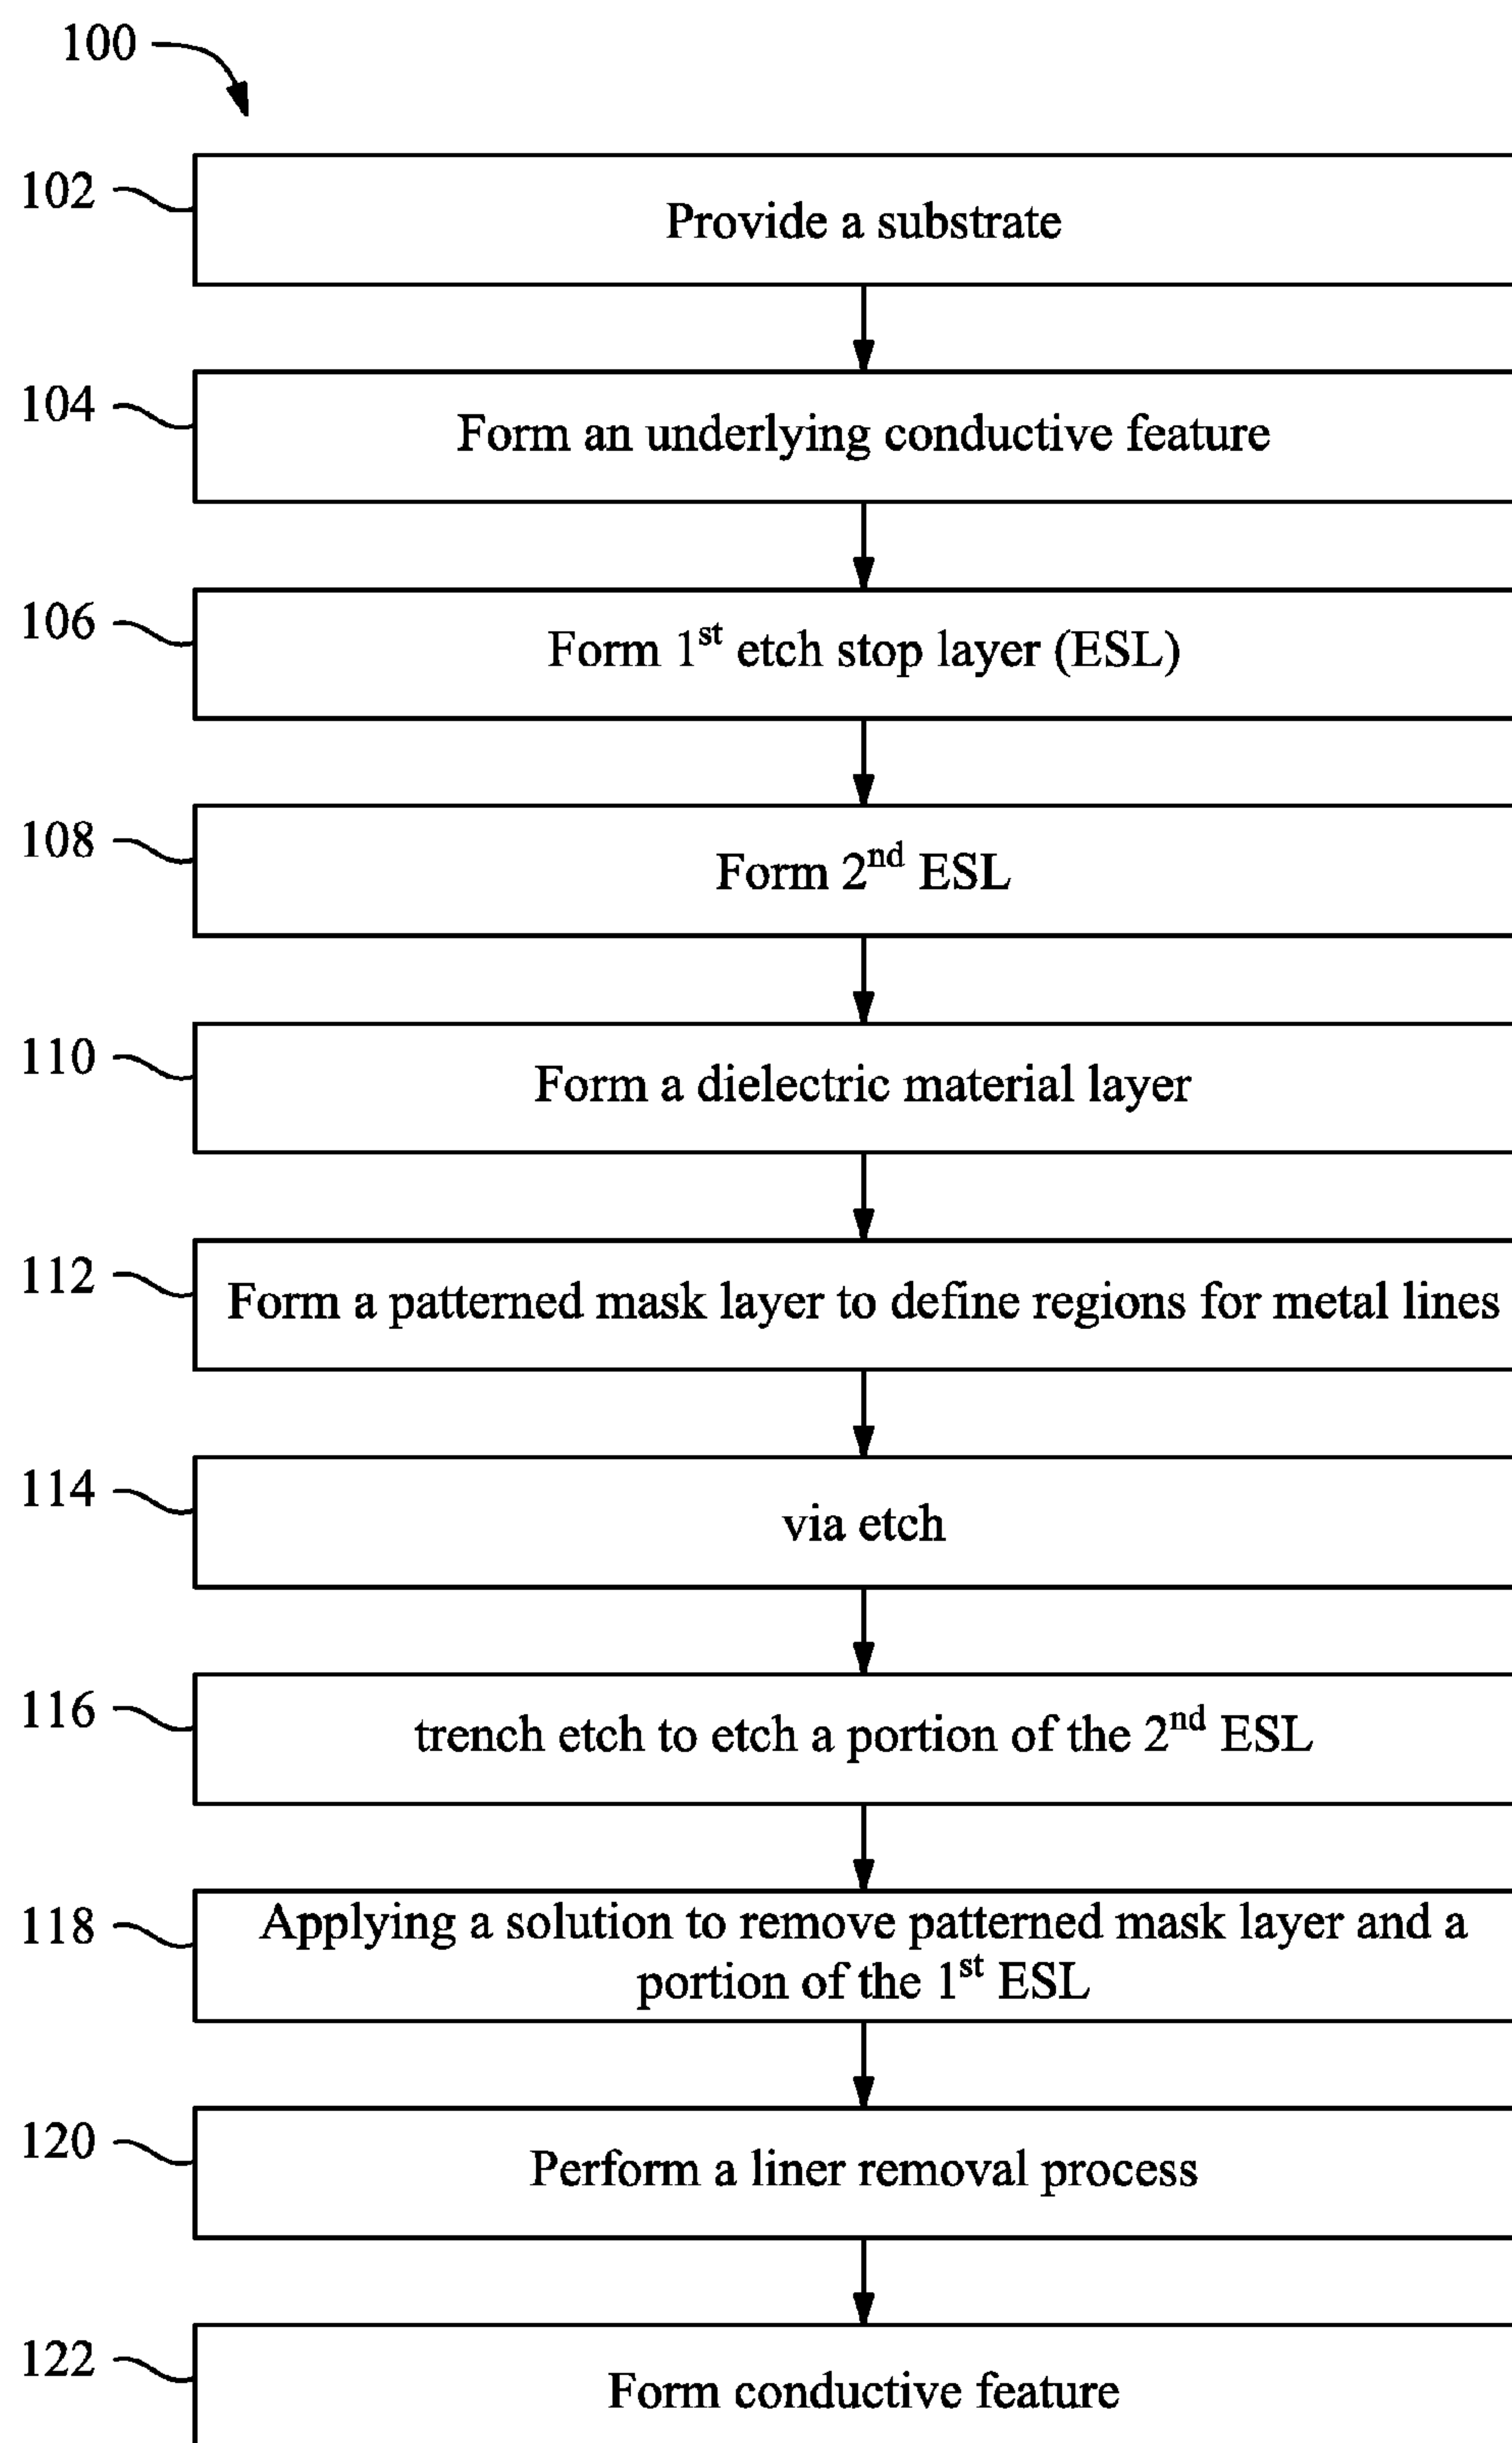 100
102
Provide a substrate
104
Form an underlying conductive feature
106
Form 1st etch stop layer (ESL)
108
Form 2nd ESL
110
Form a dielectric material layer
112
Form a patterned mask layer to define regions for metal lines
114
via etch
116
trench etch to etch a portion of the 2nd ESL
118
Applying a solution to remove patterned mask layer and a
portion of the 1st ESL
120
Perform a liner removal process
122
Form conductive feature